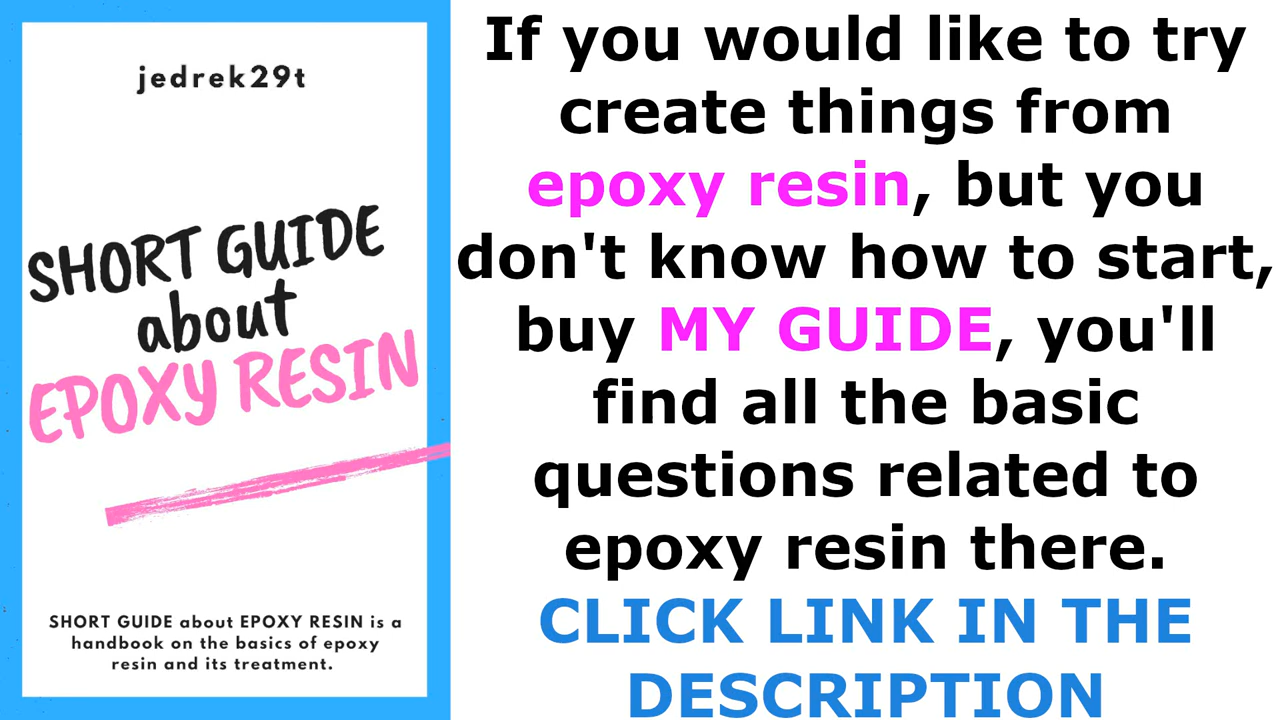 jedrek29t
SHORT GUIDE
about
EPOXY RESIN
SHORT GUIDE about EPOXY RESIN is a
handbook on the basics of epoxy
resin and its treatment.
If you would like to try
create things from
epoxy resin, but you
don't know how to start,
buy MY GUIDE, you'll
find all the basic
questions related to
epoxy resin there.
CLICK LINK IN THE
DESCRIPTION